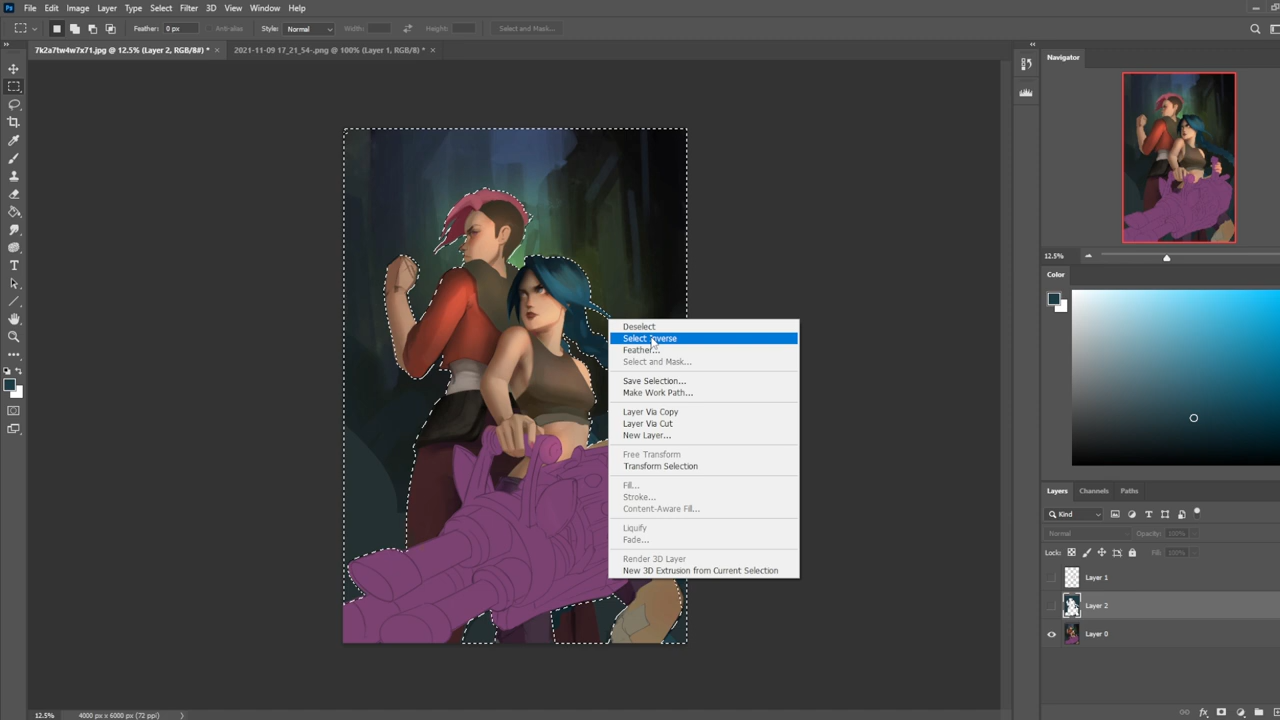 Ps File Edit Image Layer Type Select Filter 3D View Window Help
Feather: 0 px Anti-alias Style: Normal Width: Height: Select and Mask...
7k2a7tw4w7x71.jpg @ 12.5% (Layer 2, RGB/8#) * × 2021-11-09 17_21_54-.png @ 100% (Layer 1, RGB/8) * ×
Navigator
12.5%
Color
Deselect
Select Inverse
Feather...
Select and Mask...
Save Selection...
Make Work Path...
Layer Via Copy
Layer Via Cut
New Layer...
Free Transform
Transform Selection
Fill...
Stroke...
Content-Aware Fill...
Liquify
Fade...
Render 3D Layer
New 3D Extrusion from Current Selection
Layers Channels Paths
Kind
Normal Opacity: 100%
Lock: Fill: 100%
Layer 1
Layer 2
Layer 0
fx
12.5% 4000 px x 6000 px (72 ppi)